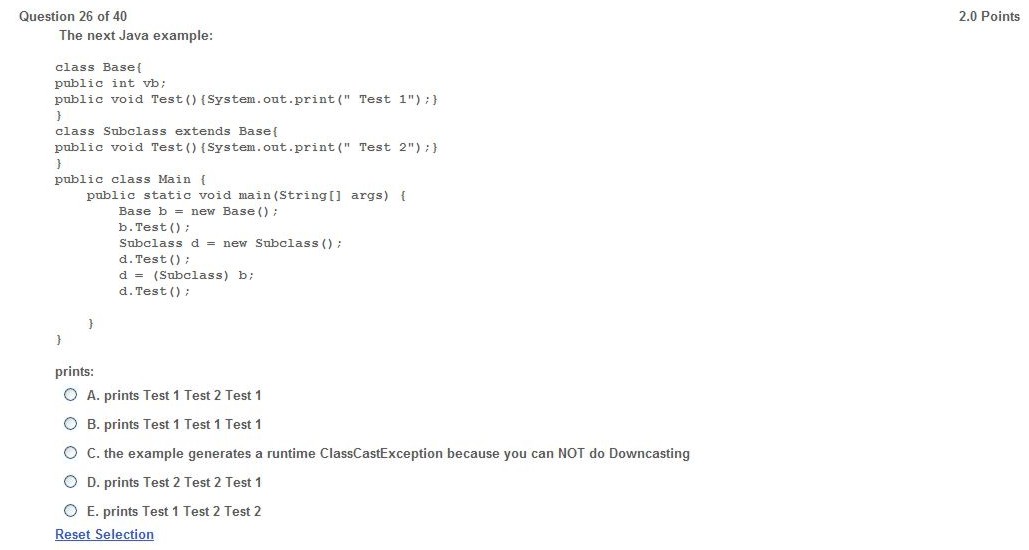 Question 26 of 40
2.0 Points
The next Java example:
class Base{
public int vb;
public void Test(){System.out.print(" Test 1");}
}
class Subclass extends Base{
public void Test(){System.out.print(" Test 2");}
}
public class Main {
public static void main(String[] args) {
Base b = new Base();
b.Test();
Subclass d = new Subclass();
d.Test();
d = (Subclass) b;
d.Test();
}
}
prints:
A. prints Test 1 Test 2 Test 1
B. prints Test 1 Test 1 Test 1
C. the example generates a runtime ClassCastException because you can NOT do Downcasting
D. prints Test 2 Test 2 Test 1
E. prints Test 1 Test 2 Test 2
Reset Selection